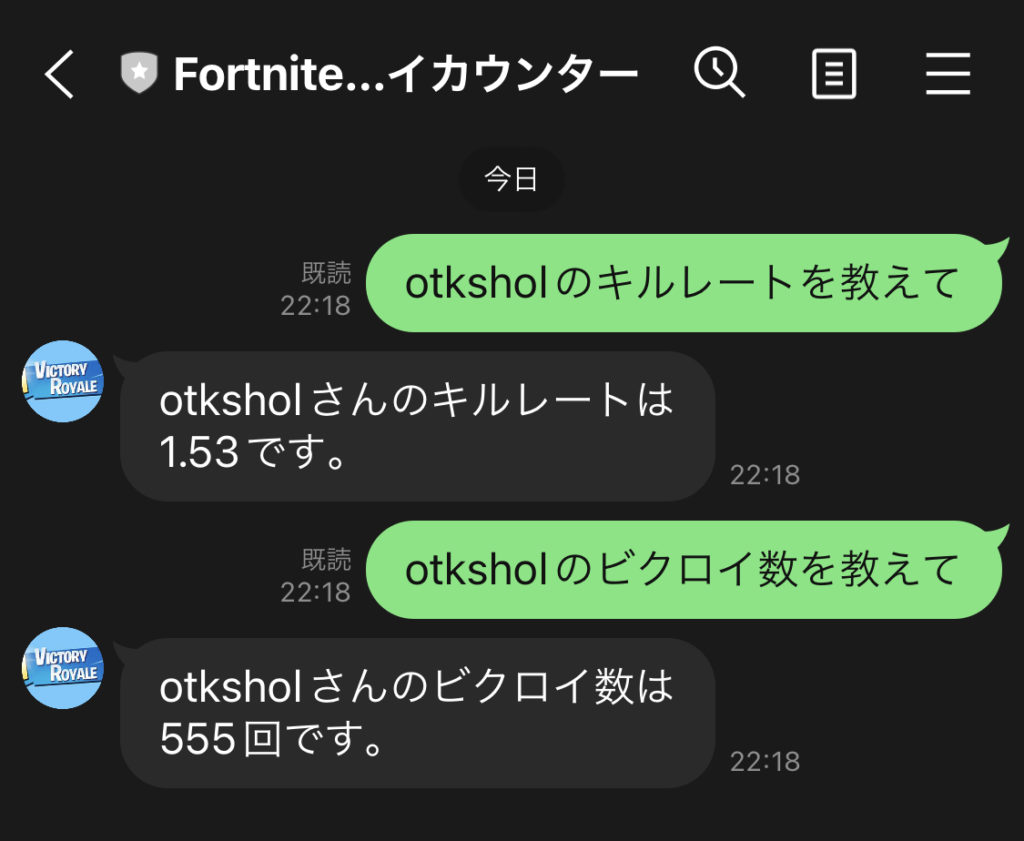 Fortnite...イカウンター
今日
otksholのキルレートを教えて
既読
22:18
VICTORY
ROYALE
otksholさんのキルレートは
1.53です。
22:18
otksholのビクロイ数を教えて
既読
22:18
VICTORY
ROYALE
otksholさんのビクロイ数は
555回です。
22:18